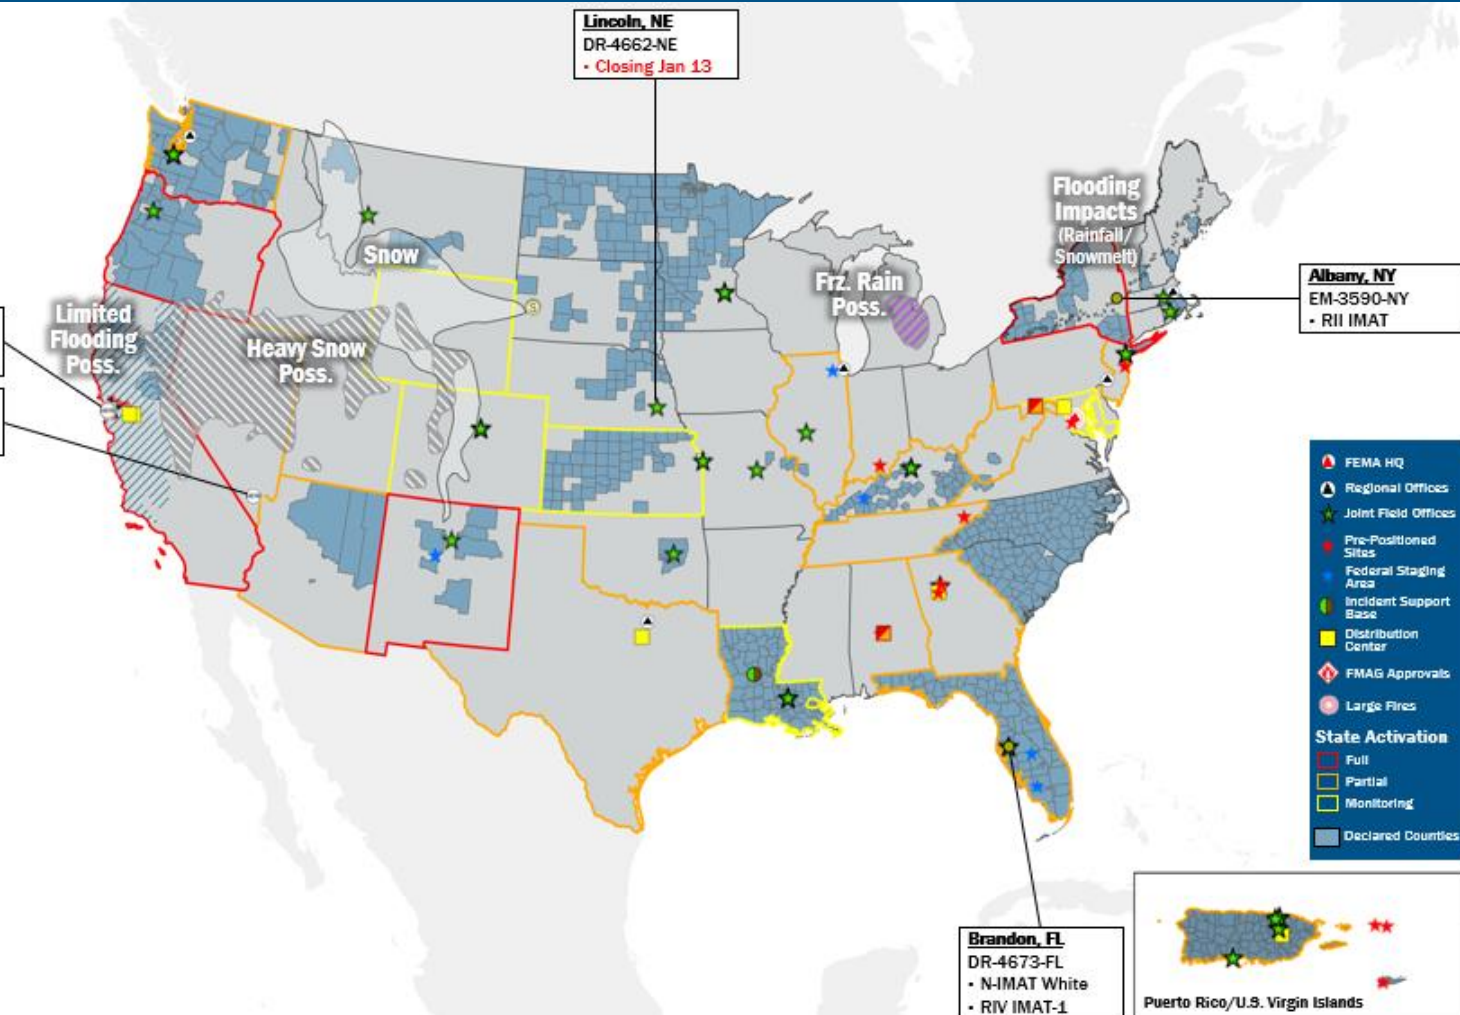 Lincoln, NE
DR-4662-NE
• Closing Jan 13
Flooding
Impacts
(Rainfall/
Snowmelt)
Snow
Frz. Rain
Poss.
Albany, NY
EM-3590-NY
• RII IMAT
Limited
Flooding
Poss.
Heavy Snow
Poss.
S
FEMA HQ
Regional Offices
Joint Field Offices
Pre-Positioned
Sites
Federal Staging
Area
Incident Support
Base
Distribution
Center
FMAG Approvals
Large Fires
State Activation
Full
Partial
Monitoring
Declared Counties
Brandon, FL
DR-4673-FL
• N-IMAT White
• RIV IMAT-1
Puerto Rico/U.S. Virgin Islands